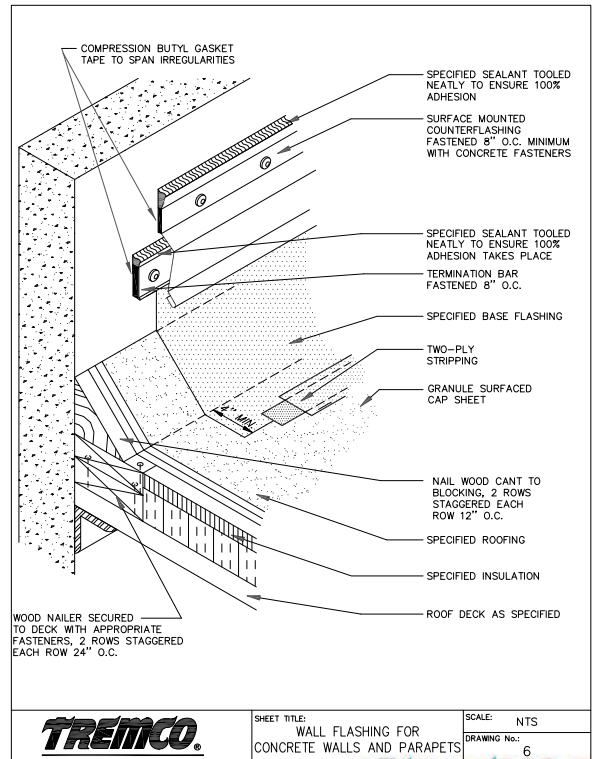 COMPRESSION BUTYL GASKET
TAPE TO SPAN IRREGULARITIES
SPECIFIED SEALANT TOOLED
NEATLY TO ENSURE 100%
ADHESION
SURFACE MOUNTED
COUNTERFLASHING
FASTENED 8" O.C. MINIMUM
WITH CONCRETE FASTENERS
SPECIFIED SEALANT TOOLED
NEATLY TO ENSURE 100%
ADHESION TAKES PLACE
TERMINATION BAR
FASTENED 8" O.C.
SPECIFIED BASE FLASHING
TWO-PLY
STRIPPING
GRANULE SURFACED
CAP SHEET
4" MIN.
NAIL WOOD CANT TO
BLOCKING, 2 ROWS
STAGGERED EACH
ROW 12" O.C.
SPECIFIED ROOFING
SPECIFIED INSULATION
ROOF DECK AS SPECIFIED
WOOD NAILER SECURED
TO DECK WITH APPROPRIATE
FASTENERS, 2 ROWS STAGGERED
EACH ROW 24" O.C.
TREMCO®
SHEET TITLE:
WALL FLASHING FOR
CONCRETE WALLS AND PARAPETS
SCALE: NTS
DRAWING No.:
6